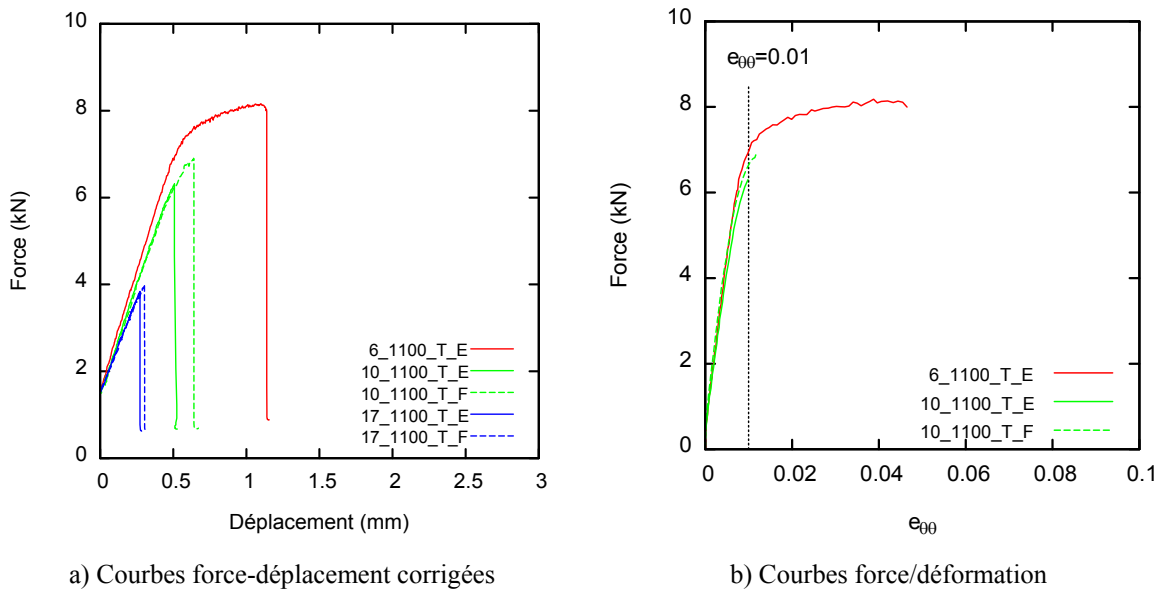 10
8
6
4
2
0
Force (kN)
0
0.5
1
1.5
2
2.5
3
Déplacement (mm)
6_1100_T_E
10_1100_T_E
10_1100_T_F
17_1100_T_E
17_1100_T_F
a) Courbes force-déplacement corrigées
10
8
6
4
2
0
Force (kN)
eθθ=0.01
6_1100_T_E
10_1100_T_E
10_1100_T_F
0
0.02
0.04
0.06
0.08
0.1
eθθ
b) Courbes force/déformation